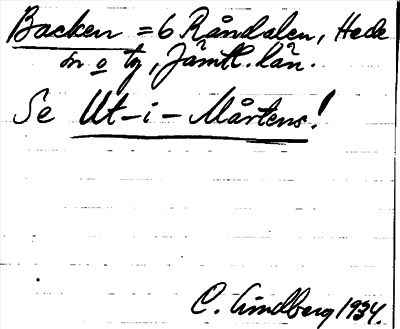 Backen = 6 Råndalen, Hede
sn o tg, Jämtl. län.
Se Ut-i-Mårtens!
C. Lindberg 1934.